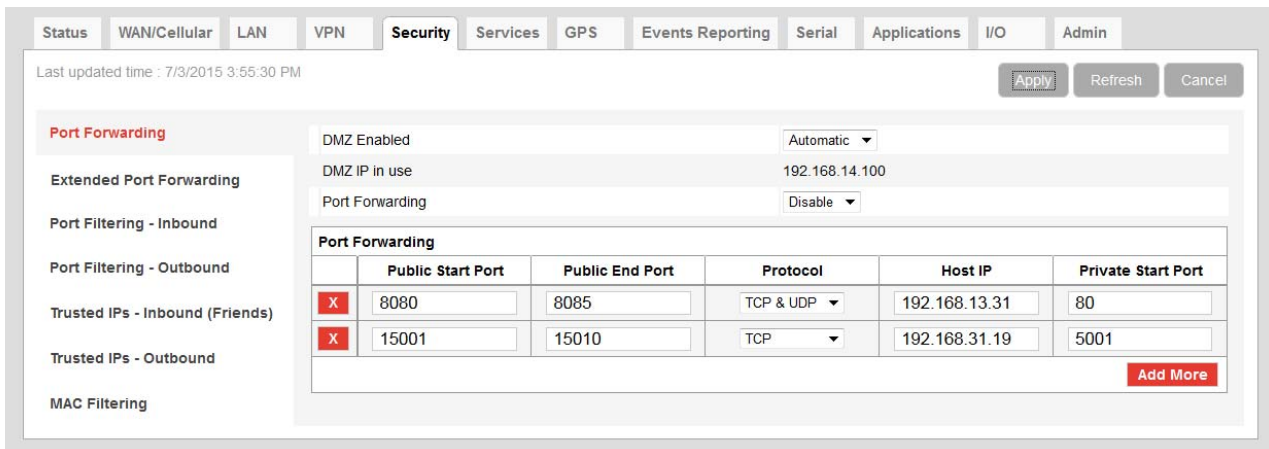 Status WAN/Cellular LAN VPN Security Services GPS Events Reporting Serial Applications I/O Admin
Last updated time : 7/3/2015 3:55:30 PM
Apply Refresh Cancel
Port Forwarding
Extended Port Forwarding
Port Filtering - Inbound
Port Filtering - Outbound
Trusted IPs - Inbound (Friends)
Trusted IPs - Outbound
MAC Filtering
DMZ Enabled Automatic
DMZ IP in use 192.168.14.100
Port Forwarding Disable
Port Forwarding
Public Start Port Public End Port Protocol Host IP Private Start Port
X 8080 8085 TCP & UDP 192.168.13.31 80
X 15001 15010 TCP 192.168.31.19 5001
Add More